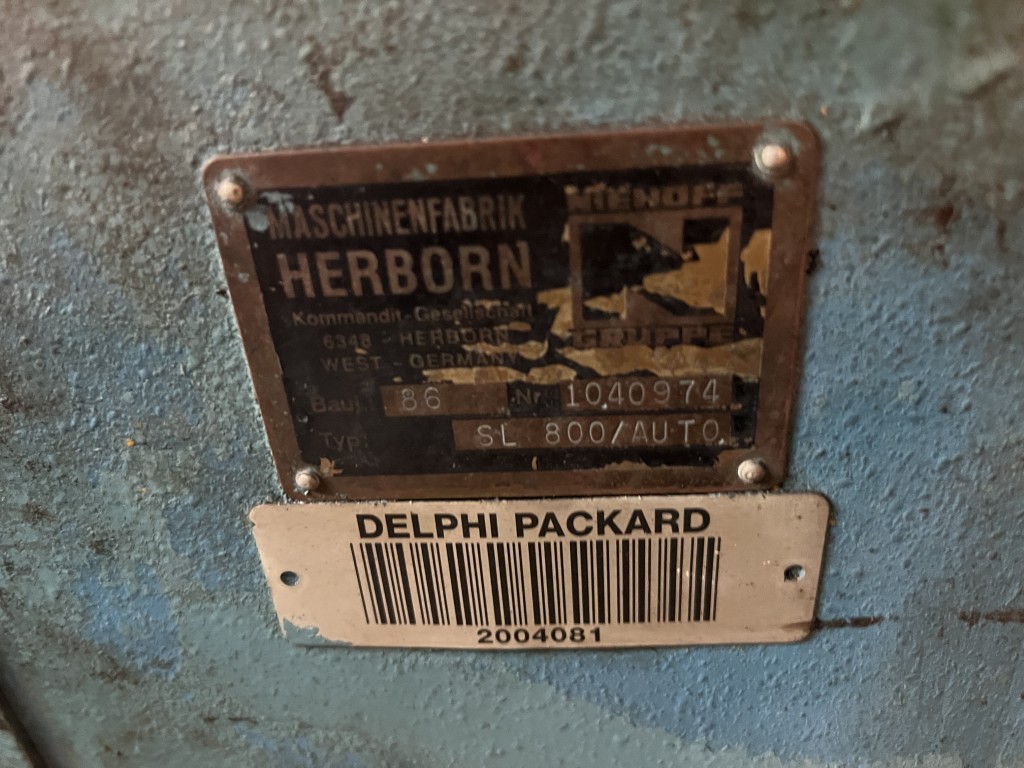 MASCHINENFABRIK
HERBORN
Kommandit-Gesellschaft
6348 - HERBORN
WEST - GERMANY
NIEHOFF
GRUPPE
Bauj. 86 Nr. 1040974
Typ: SL 800/AUTO
DELPHI PACKARD
2004081